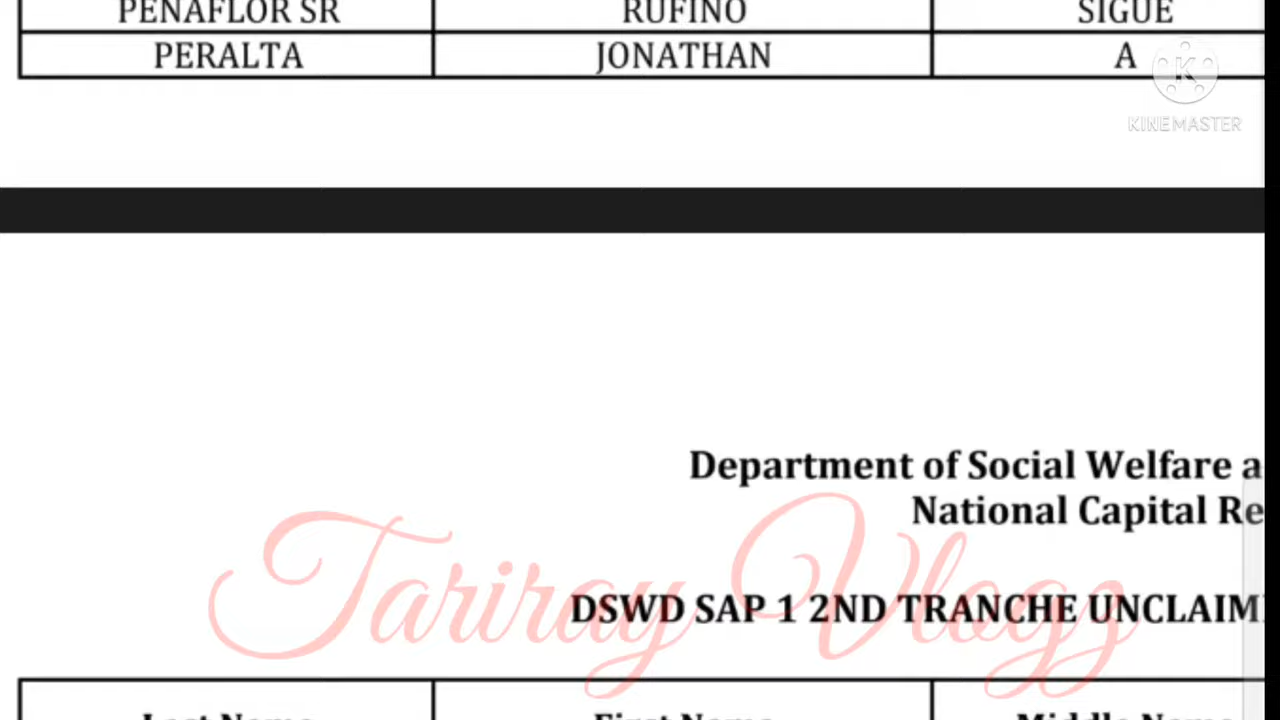 PENAFLOR SR RUFINO SIGUE
PERALTA JONATHAN A
K
KINEMASTER
Department of Social Welfare a
National Capital Re
Tariray Vlogz
DSWD SAP 1 2ND TRANCHE UNCLAIM
Last Name First Name Middle Name